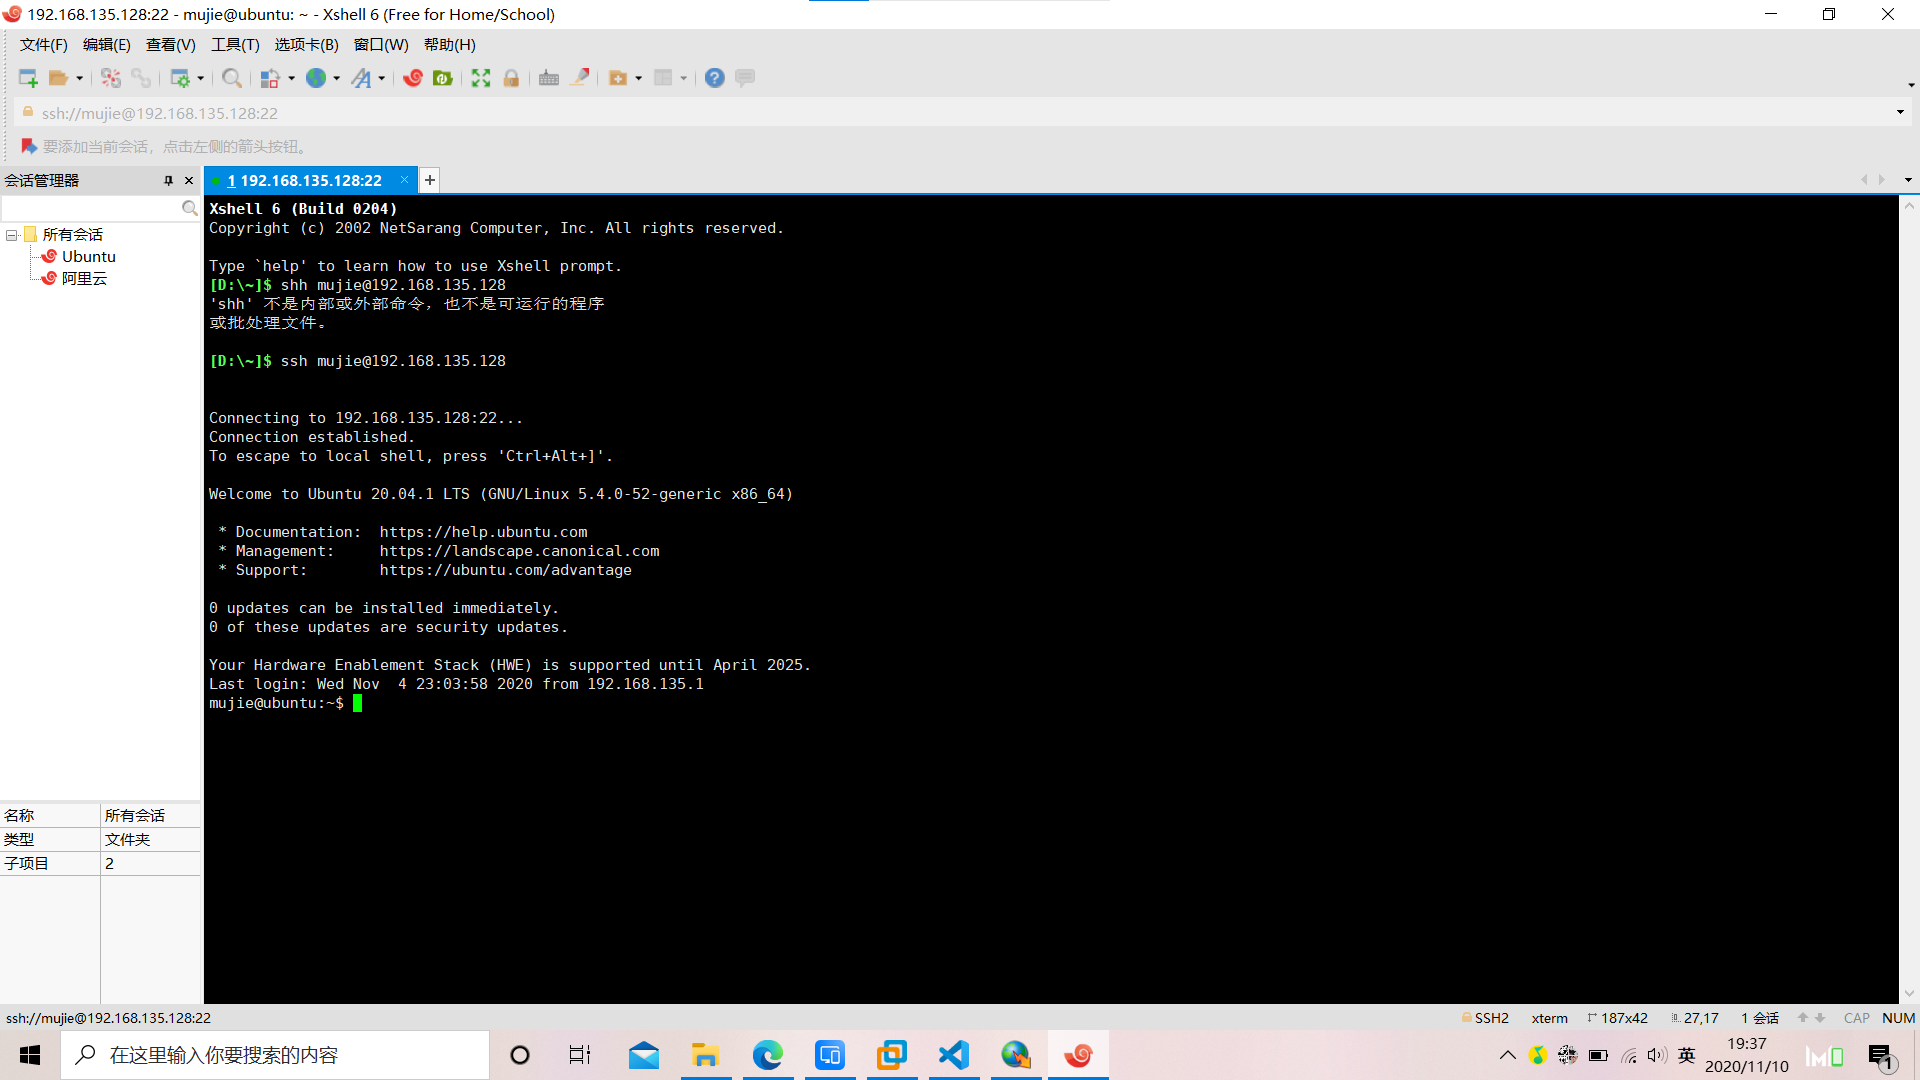 192.168.135.128:22 - mujie@ubuntu: ~ - Xshell 6 (Free for Home/School)
文件(F) 编辑(E) 查看(V) 工具(T) 选项卡(B) 窗口(W) 帮助(H)
ssh://mujie@192.168.135.128:22
要添加当前会话，点击左侧的箭头按钮。
会话管理器
1 192.168.135.128:22
所有会话
Ubuntu
阿里云
Xshell 6 (Build 0204)
Copyright (c) 2002 NetSarang Computer, Inc. All rights reserved.
Type `help' to learn how to use Xshell prompt.
[D:\~]$ shh mujie@192.168.135.128
'shh' 不是内部或外部命令，也不是可运行的程序
或批处理文件。
[D:\~]$ ssh mujie@192.168.135.128
Connecting to 192.168.135.128:22...
Connection established.
To escape to local shell, press 'Ctrl+Alt+]'.
Welcome to Ubuntu 20.04.1 LTS (GNU/Linux 5.4.0-52-generic x86_64)
* Documentation:  https://help.ubuntu.com
* Management:     https://landscape.canonical.com
* Support:        https://ubuntu.com/advantage
0 updates can be installed immediately.
0 of these updates are security updates.
Your Hardware Enablement Stack (HWE) is supported until April 2025.
Last login: Wed Nov  4 23:03:58 2020 from 192.168.135.1
mujie@ubuntu:~$
名称 所有会话
类型 文件夹
子项目 2
ssh://mujie@192.168.135.128:22 SSH2 xterm 187x42 27,17 1 会话 CAP NUM
在这里输入你要搜索的内容
英
19:37
2020/11/10
1